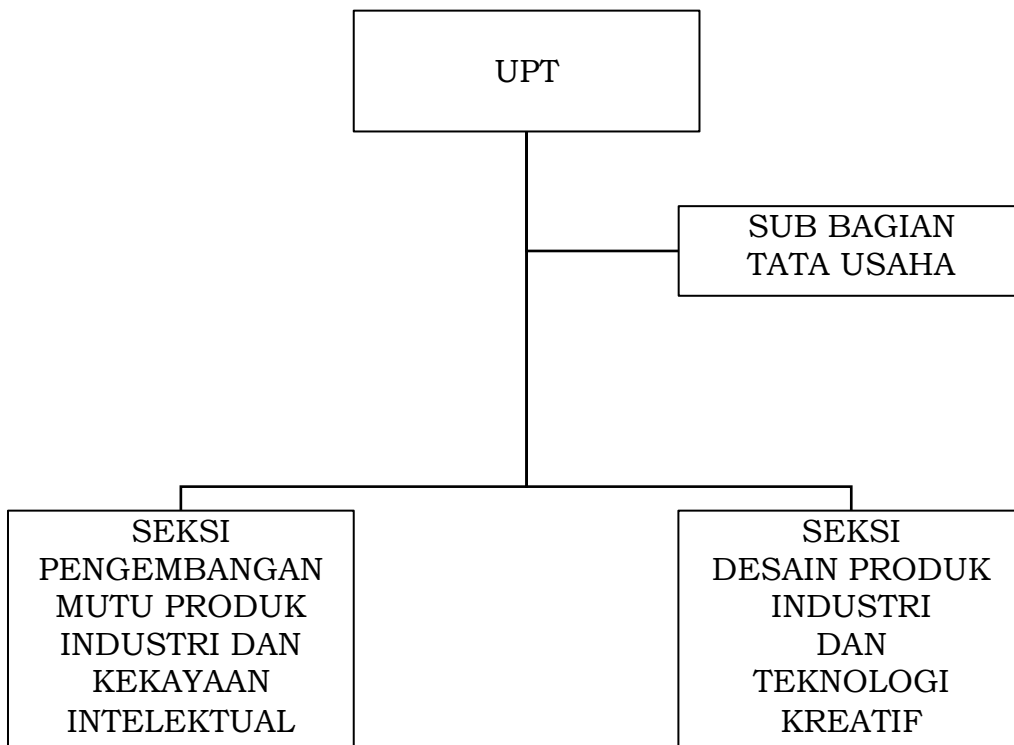 UPT
SUB BAGIAN
TATA USAHA
SEKSI
PENGEMBANGAN
MUTU PRODUK
INDUSTRI DAN
KEKAYAAN
INTELEKTUAL
SEKSI
DESAIN PRODUK
INDUSTRI
DAN
TEKNOLOGI
KREATIF